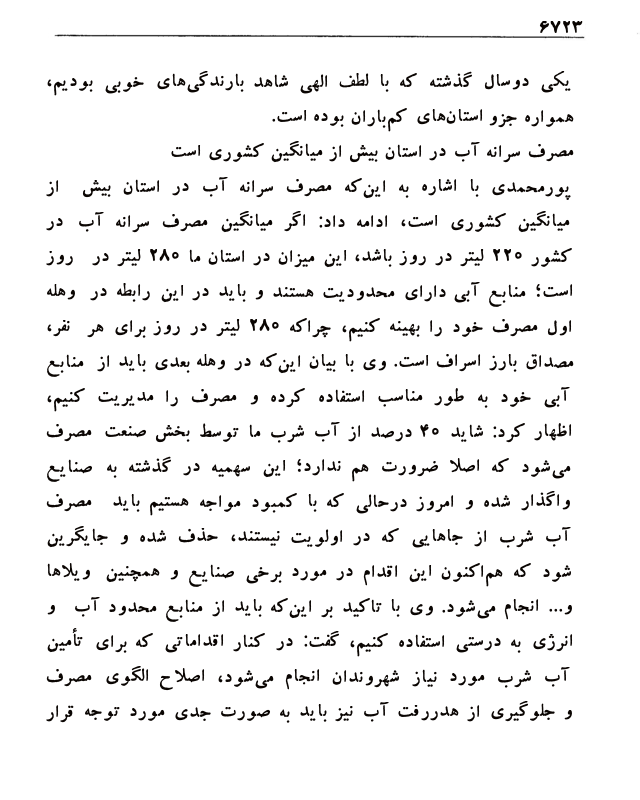 ۶۷۲۳
یکی دوسال گذشته که با لطف الهی شاهد بارندگی‌های خوبی بودیم،
همواره جزو استان‌های کم‌باران بوده است.
مصرف سرانه آب در استان بیش از میانگین کشوری است
پورمحمدی با اشاره به این‌که مصرف سرانه آب در استان بیش از
میانگین کشوری است، ادامه داد: اگر میانگین مصرف سرانه آب در
کشور ۲۲۰ لیتر در روز باشد، این میزان در استان ما ۲۸۰ لیتر در روز
است؛ منابع آبی دارای محدودیت هستند و باید در این رابطه در وهله
اول مصرف خود را بهینه کنیم، چراکه ۲۸۰ لیتر در روز برای هر نفر،
مصداق بارز اسراف است. وی با بیان این‌که در وهله بعدی باید از منابع
آبی خود به طور مناسب استفاده کرده و مصرف را مدیریت کنیم،
اظهار کرد: شاید ۴۰ درصد از آب شرب ما توسط بخش صنعت مصرف
می‌شود که اصلا ضرورت هم ندارد؛ این سهمیه در گذشته به صنایع
واگذار شده و امروز درحالی که با کمبود مواجه هستیم باید مصرف
آب شرب از جاهایی که در اولویت نیستند، حذف شده و جایگرین
شود که هم‌اکنون این اقدام در مورد برخی صنایع و همچنین ویلاها
و... انجام می‌شود. وی با تاکید بر این‌که باید از منابع محدود آب و
انرژی به درستی استفاده کنیم، گفت: در کنار اقداماتی که برای تأمین
آب شرب مورد نیاز شهروندان انجام می‌شود، اصلاح الگوی مصرف
و جلوگیری از هدررفت آب نیز باید به صورت جدی مورد توجه قرار